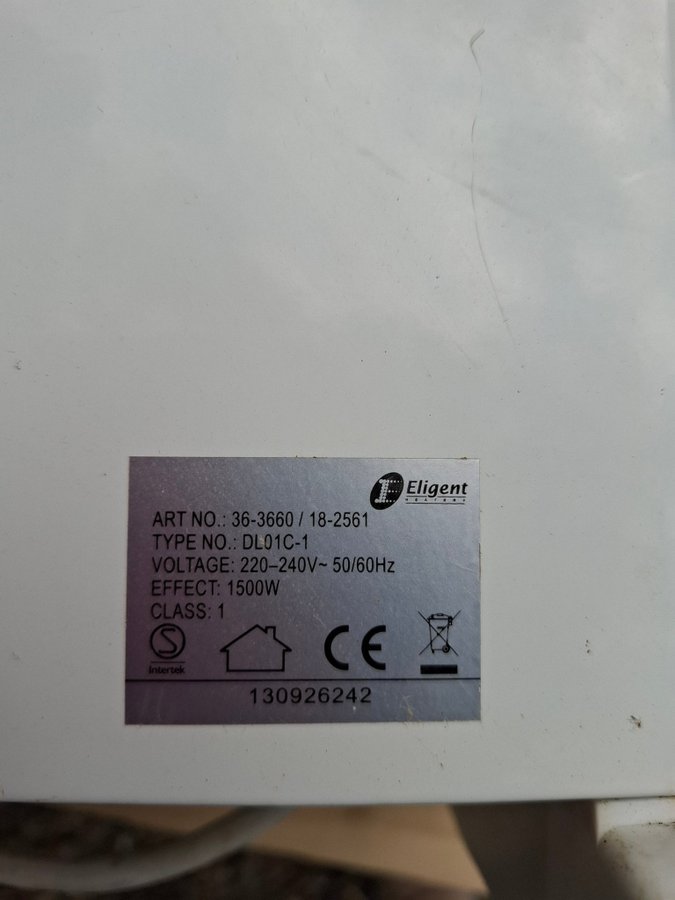 Eligent
HEATERS
ART NO.: 36-3660 / 18-2561
TYPE NO.: DL01C-1
VOLTAGE: 220–240V~ 50/60Hz
EFFECT: 1500W
CLASS: 1
S
Intertek
CE
130926242